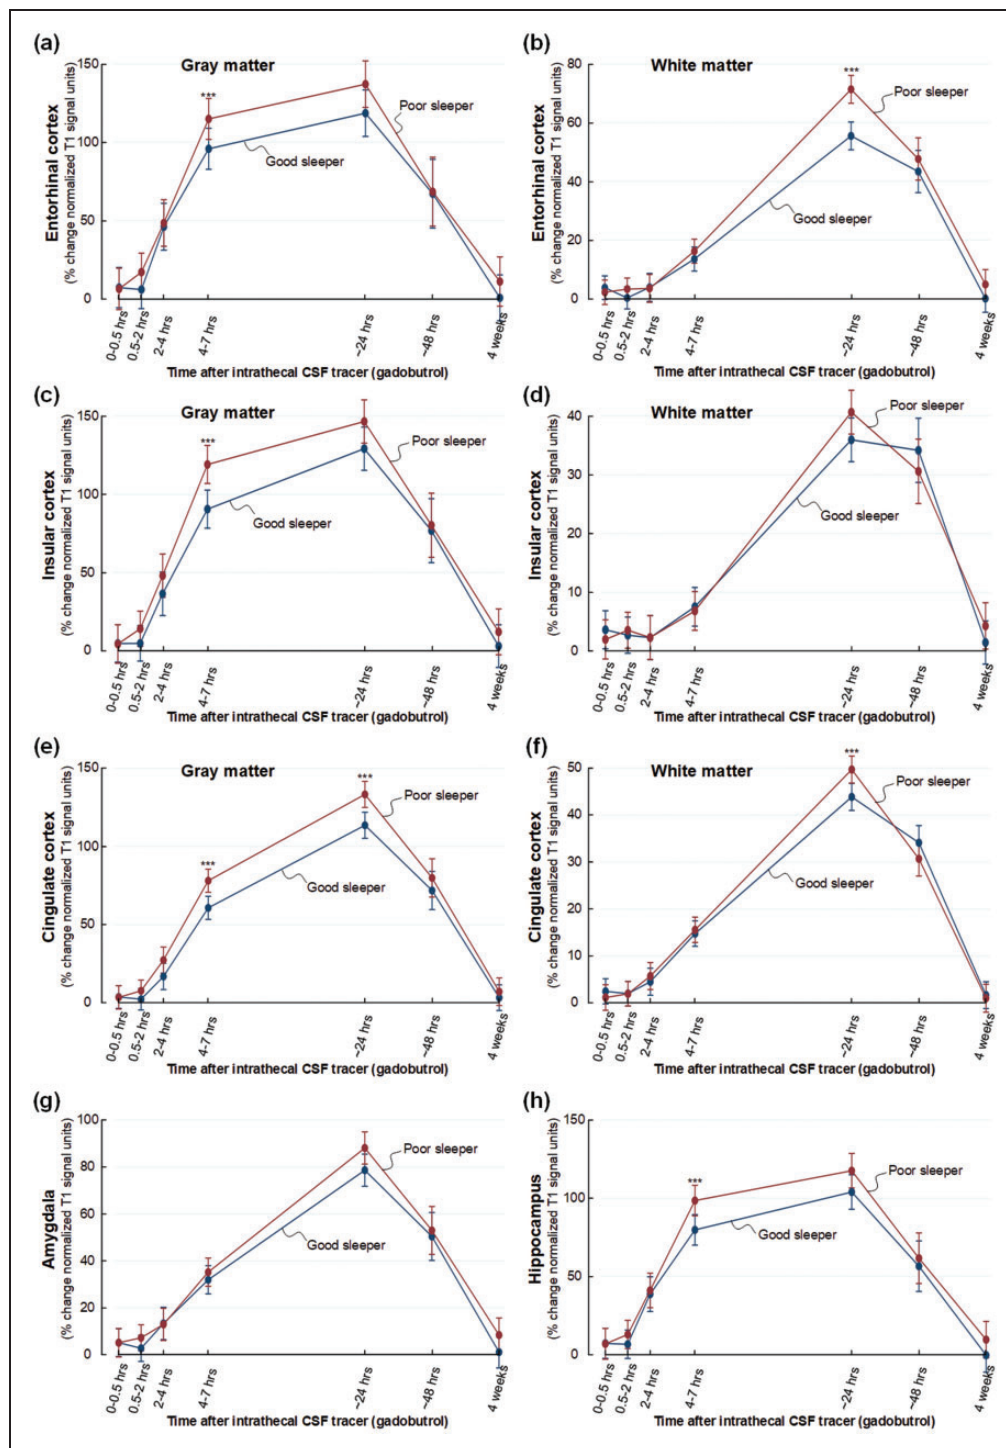 (a)
Gray matter
Entorhinal cortex
(% change normalized T1 signal units)
150
100
50
0
***
Poor sleeper
Good sleeper
0-0.5 hrs
0.5-2 hrs
2-4 hrs
4-7 hrs
~24 hrs
~48 hrs
4 weeks
Time after intrathecal CSF tracer (gadobutrol)
(b)
White matter
Entorhinal cortex
(% change normalized T1 signal units)
80
60
40
20
0
***
Poor sleeper
Good sleeper
0-0.5 hrs
0.5-2 hrs
2-4 hrs
4-7 hrs
~24 hrs
~48 hrs
4 weeks
Time after intrathecal CSF tracer (gadobutrol)
(c)
Gray matter
Insular cortex
(% change normalized T1 signal units)
150
100
50
0
***
Poor sleeper
Good sleeper
0-0.5 hrs
0.5-2 hrs
2-4 hrs
4-7 hrs
~24 hrs
~48 hrs
4 weeks
Time after intrathecal CSF tracer (gadobutrol)
(d)
White matter
Insular cortex
(% change normalized T1 signal units)
40
30
20
10
0
Poor sleeper
Good sleeper
0-0.5 hrs
0.5-2 hrs
2-4 hrs
4-7 hrs
~24 hrs
~48 hrs
4 weeks
Time after intrathecal CSF tracer (gadobutrol)
(e)
Gray matter
Cingulate cortex
(% change normalized T1 signal units)
150
100
50
0
***
***
Poor sleeper
Good sleeper
0-0.5 hrs
0.5-2 hrs
2-4 hrs
4-7 hrs
~24 hrs
~48 hrs
4 weeks
Time after intrathecal CSF tracer (gadobutrol)
(f)
White matter
Cingulate cortex
(% change normalized T1 signal units)
50
40
30
20
10
0
***
Poor sleeper
Good sleeper
0-0.5 hrs
0.5-2 hrs
2-4 hrs
4-7 hrs
~24 hrs
~48 hrs
4 weeks
Time after intrathecal CSF tracer (gadobutrol)
(g)
Amygdala
(% change normalized T1 signal units)
100
80
60
40
20
0
Poor sleeper
Good sleeper
0-0.5 hrs
0.5-2 hrs
2-4 hrs
4-7 hrs
~24 hrs
~48 hrs
4 weeks
Time after intrathecal CSF tracer (gadobutrol)
(h)
Hippocampus
(% change normalized T1 signal units)
150
100
50
0
***
Poor sleeper
Good sleeper
0-0.5 hrs
0.5-2 hrs
2-4 hrs
4-7 hrs
~24 hrs
~48 hrs
4 weeks
Time after intrathecal CSF tracer (gadobutrol)